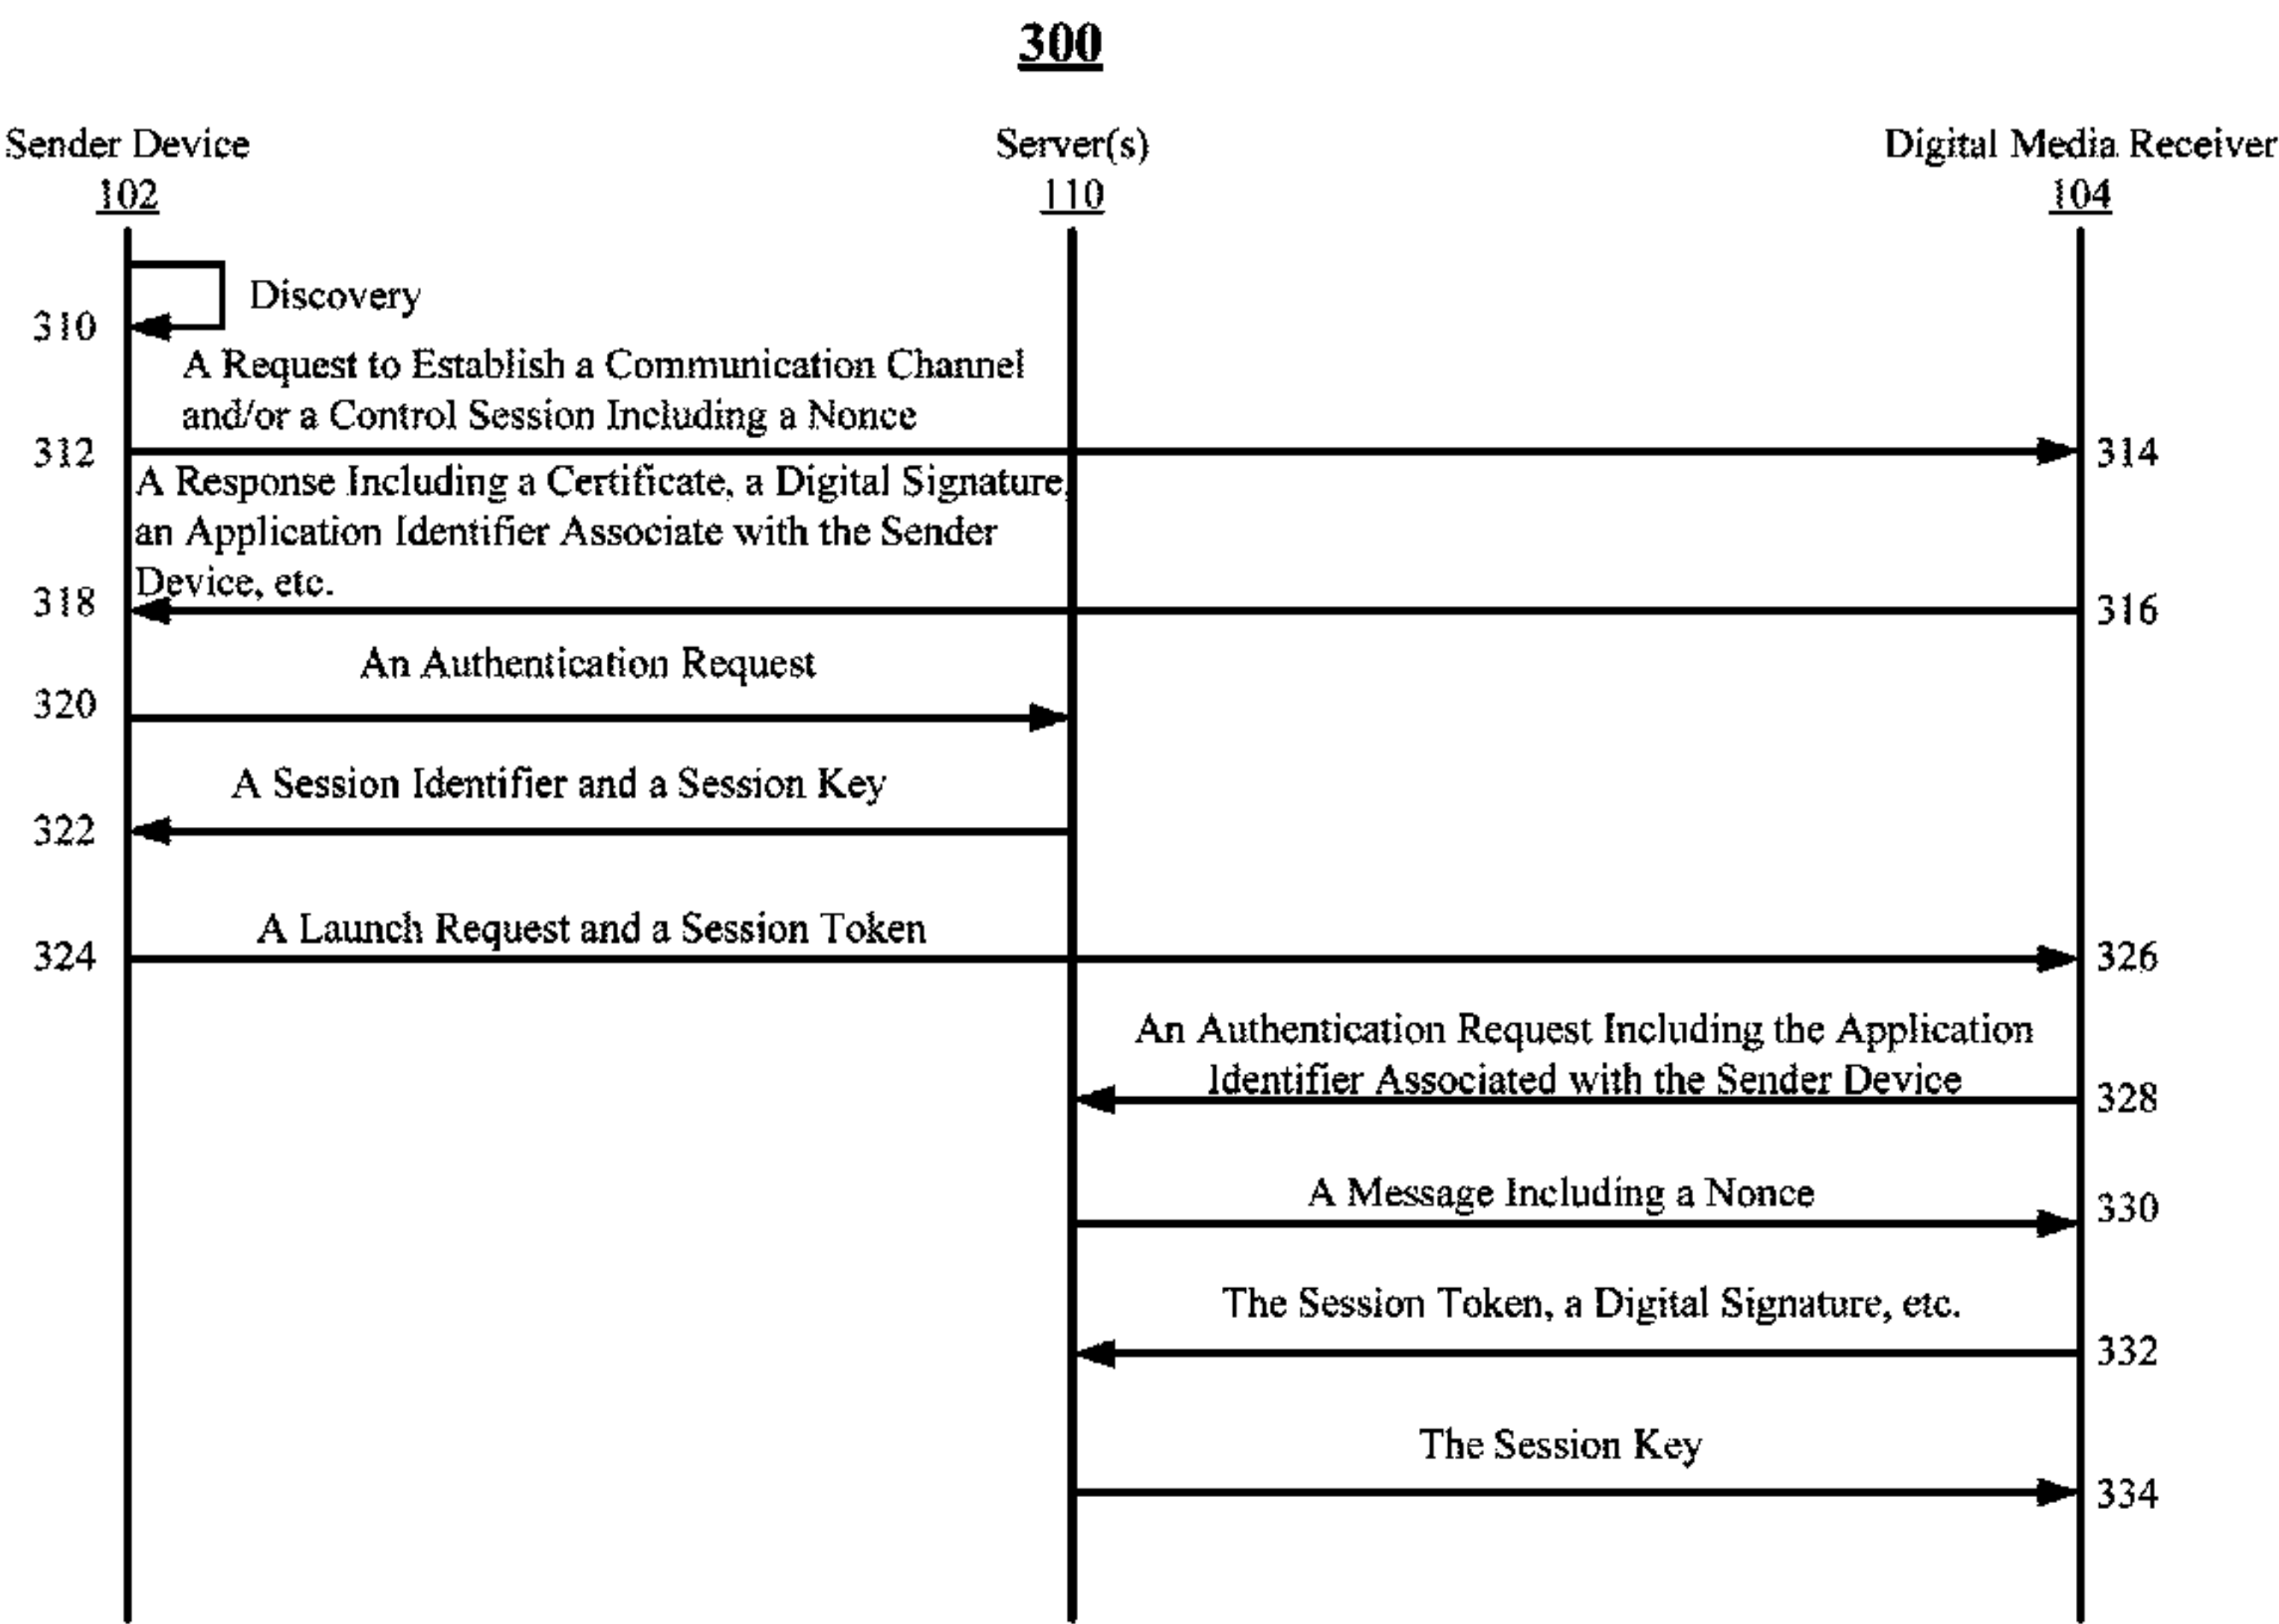 300
Sender Device
102
Server(s)
110
Digital Media Receiver
104
Discovery
310
A Request to Establish a Communication Channel
and/or a Control Session Including a Nonce
312
314
A Response Including a Certificate, a Digital Signature,
an Application Identifier Associate with the Sender
Device, etc.
318
316
An Authentication Request
320
A Session Identifier and a Session Key
322
A Launch Request and a Session Token
324
326
An Authentication Request Including the Application
Identifier Associated with the Sender Device
328
A Message Including a Nonce
330
The Session Token, a Digital Signature, etc.
332
The Session Key
334